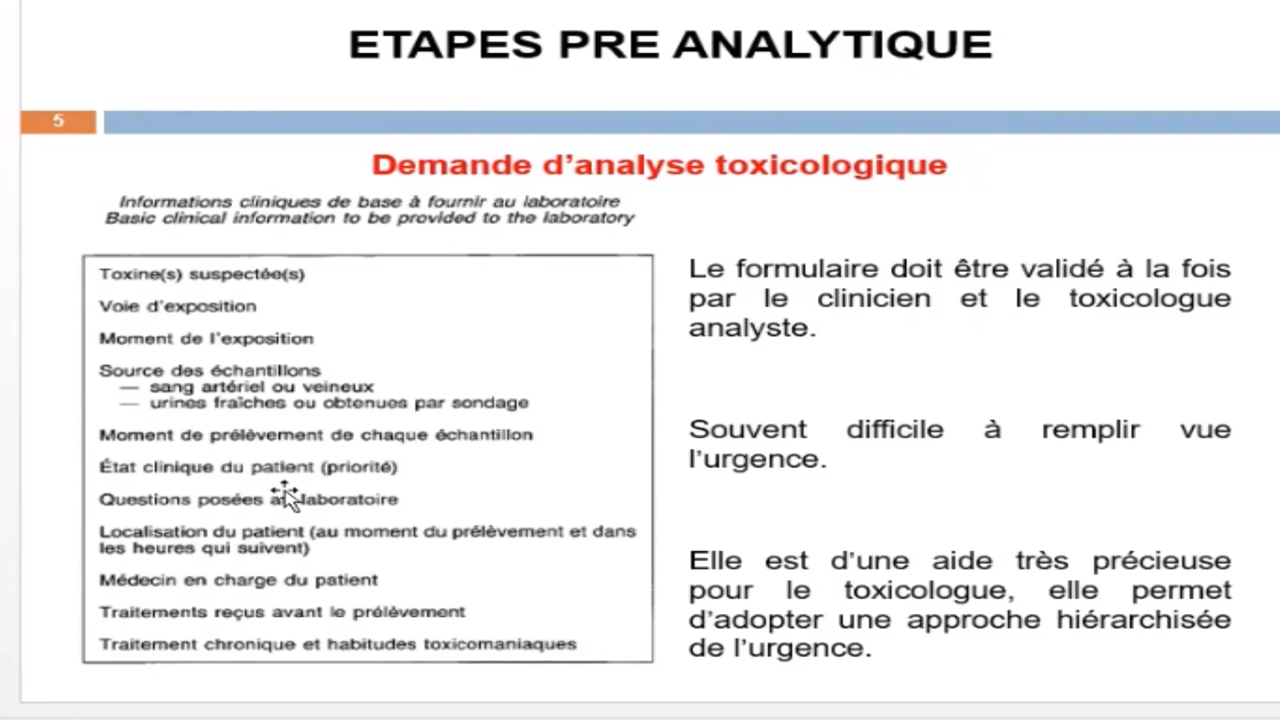 ETAPES PRE ANALYTIQUE
5
Demande d'analyse toxicologique
Informations cliniques de base à fournir au laboratoire
Basic clinical information to be provided to the laboratory
Toxine(s) suspectée(s)
Voie d'exposition
Moment de l'exposition
Source des échantillons
— sang artériel ou veineux
— urines fraîches ou obtenues par sondage
Moment de prélèvement de chaque échantillon
État clinique du patient (priorité)
Questions posées au laboratoire
Localisation du patient (au moment du prélèvement et dans
les heures qui suivent)
Médecin en charge du patient
Traitements reçus avant le prélèvement
Traitement chronique et habitudes toxicomaniaques
Le formulaire doit être validé à la fois
par le clinicien et le toxicologue
analyste.
Souvent difficile à remplir vue
l'urgence.
Elle est d'une aide très précieuse
pour le toxicologue, elle permet
d'adopter une approche hiérarchisée
de l'urgence.